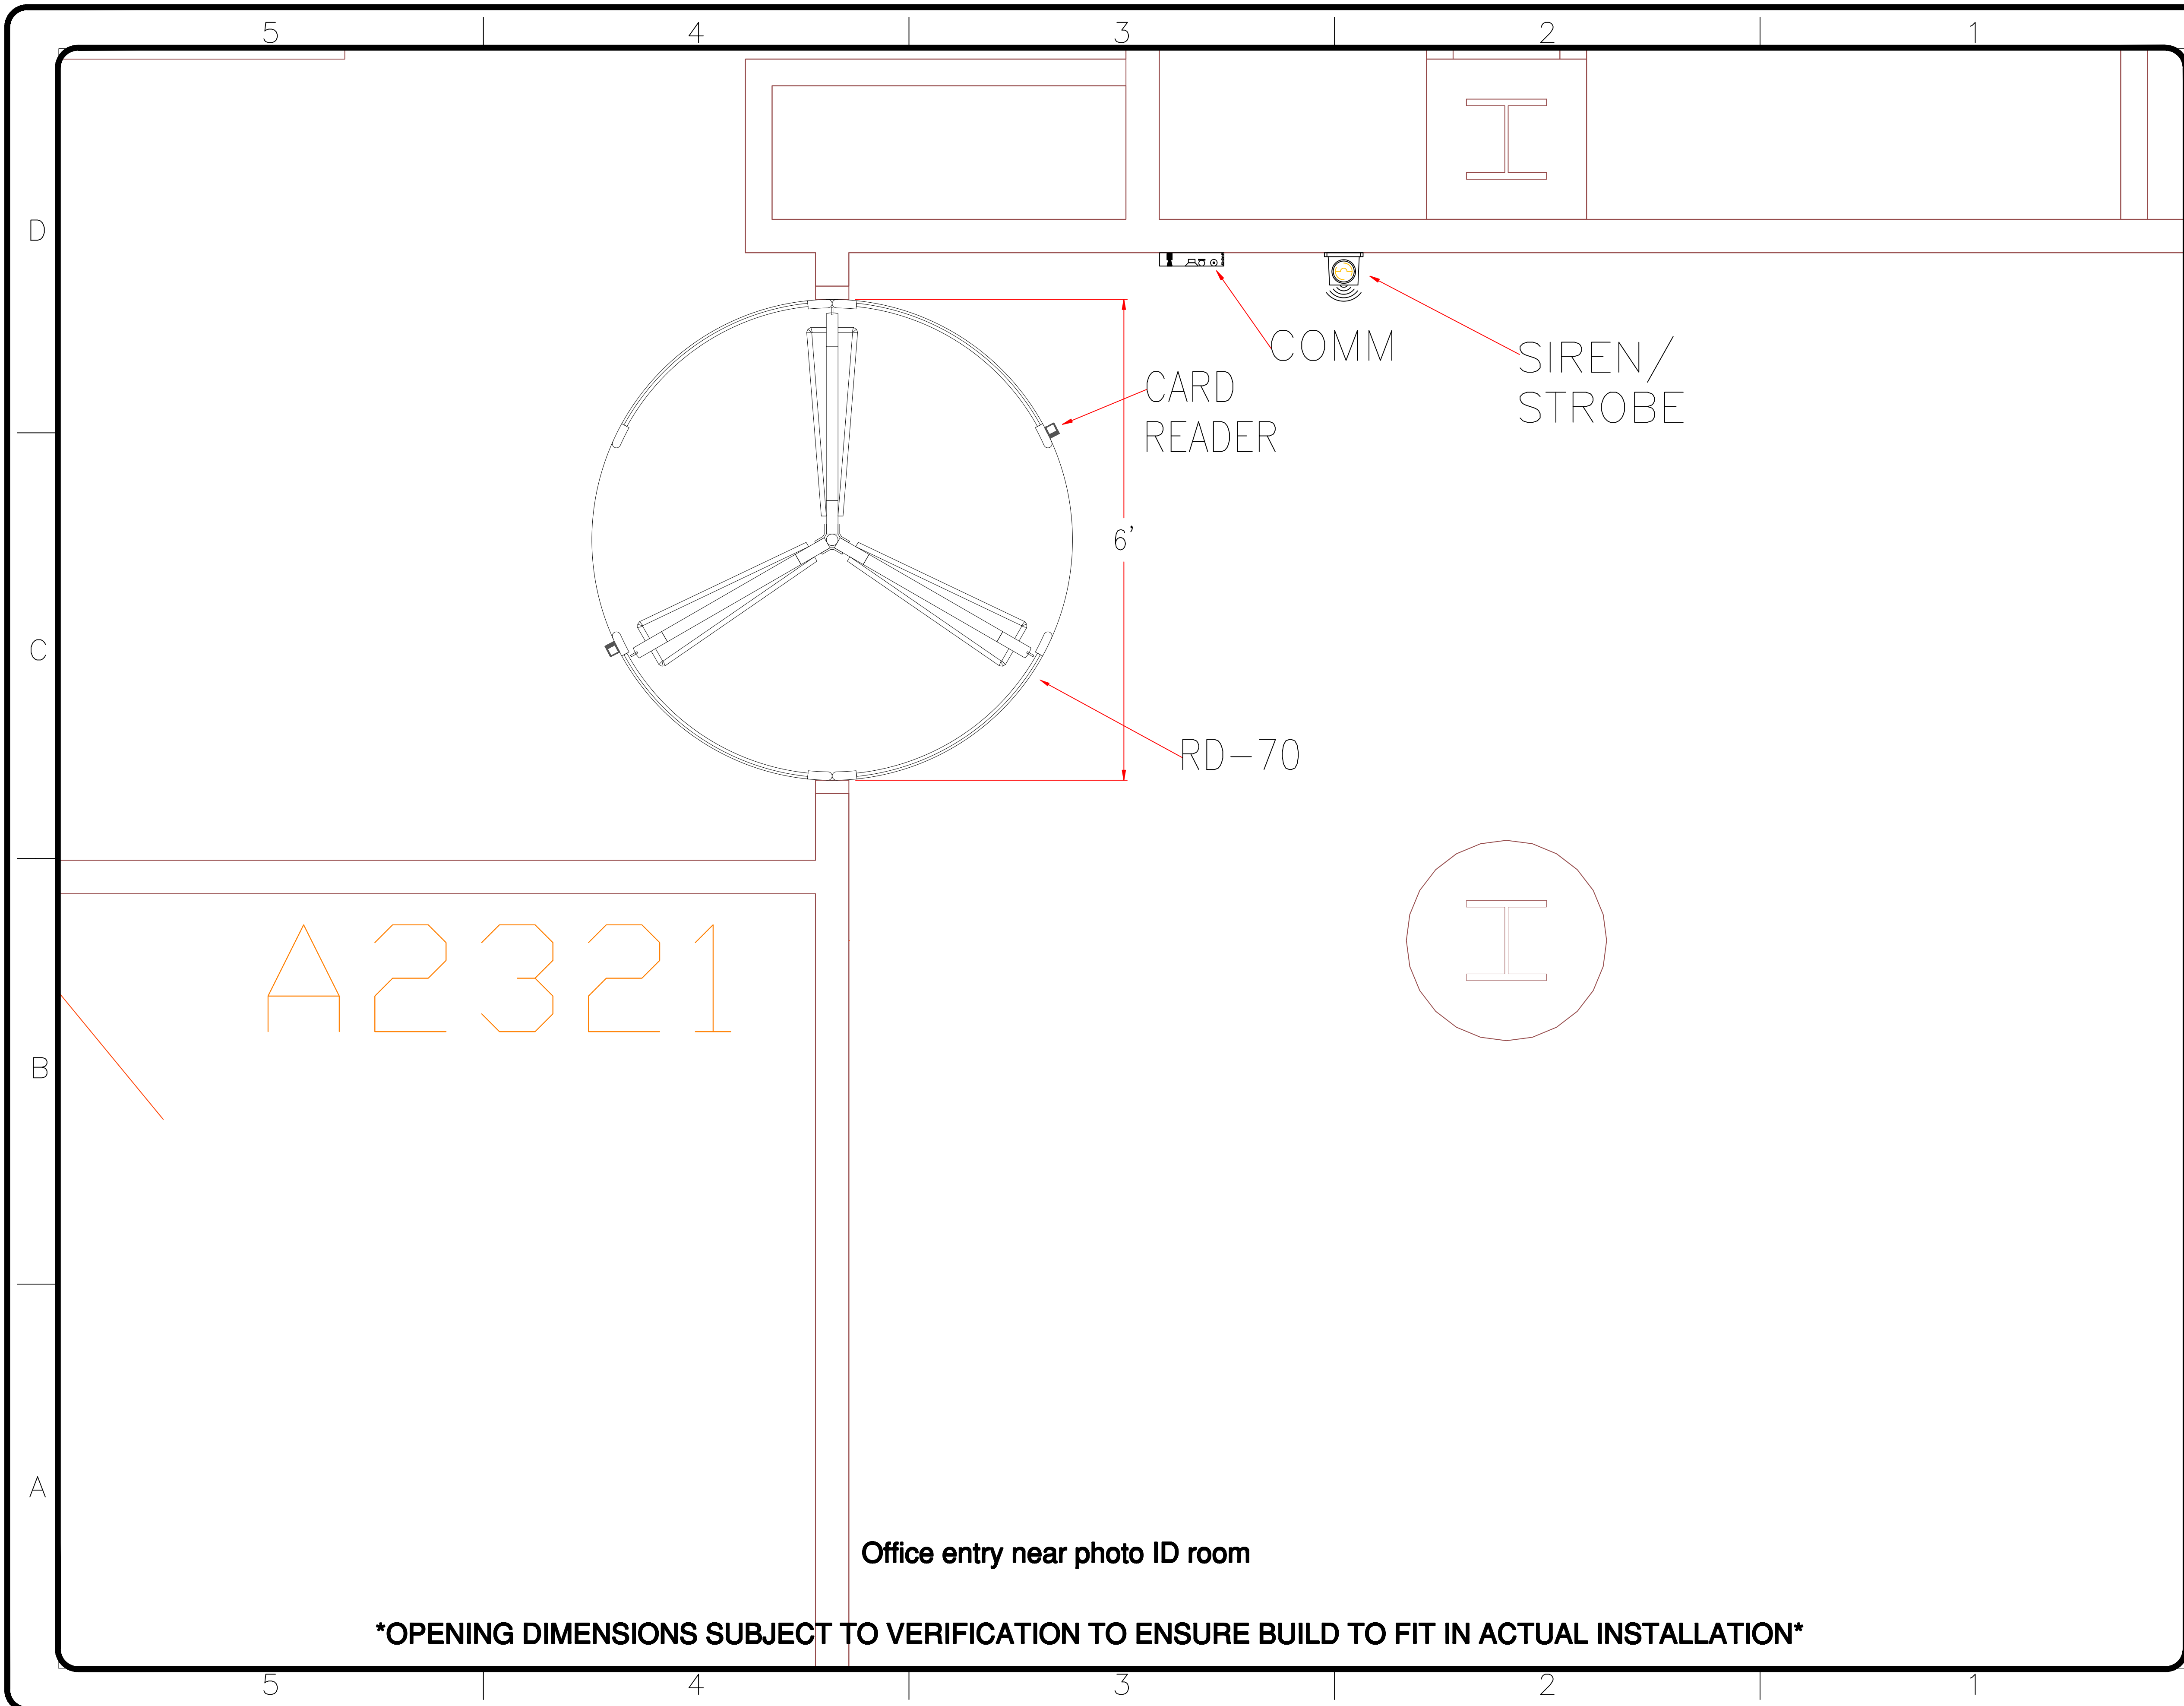 5 4 3 2 1
D
COMM
SIREN/
STROBE
CARD
READER
6'
C
RD-70
A2321
B
A
Office entry near photo ID room
*OPENING DIMENSIONS SUBJECT TO VERIFICATION TO ENSURE BUILD TO FIT IN ACTUAL INSTALLATION*
5 4 3 2 1